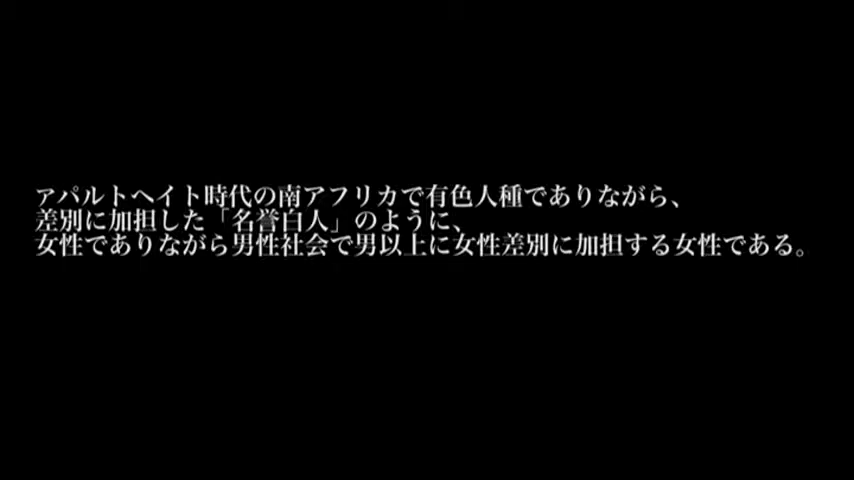 アパルトヘイト時代の南アフリカで有色人種でありながら、
差別に加担した「名誉白人」のように、
女性でありながら男性社会で男以上に女性差別に加担する女性である。